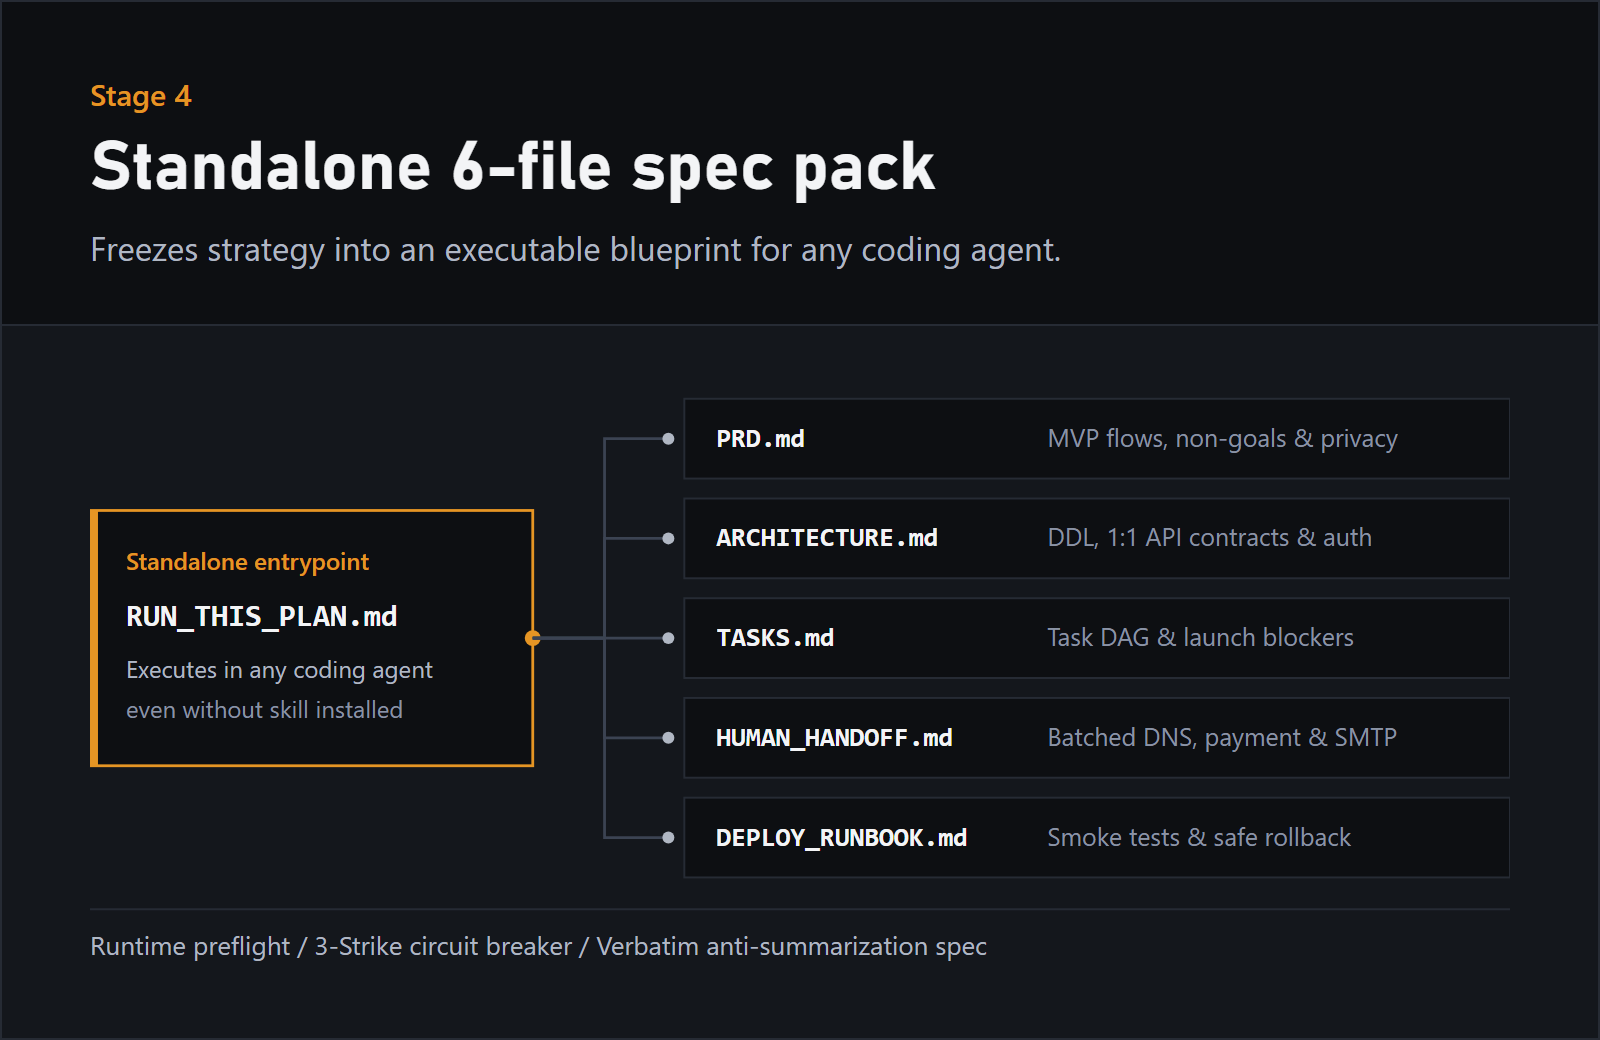 Stage 4
Standalone 6-file spec pack
Freezes strategy into an executable blueprint for any coding agent.
Standalone entrypoint
RUN_THIS_PLAN.md
Executes in any coding agent
even without skill installed
PRD.md MVP flows, non-goals & privacy
ARCHITECTURE.md DDL, 1:1 API contracts & auth
TASKS.md Task DAG & launch blockers
HUMAN_HANDOFF.md Batched DNS, payment & SMTP
DEPLOY_RUNBOOK.md Smoke tests & safe rollback
Runtime preflight / 3-Strike circuit breaker / Verbatim anti-summarization spec